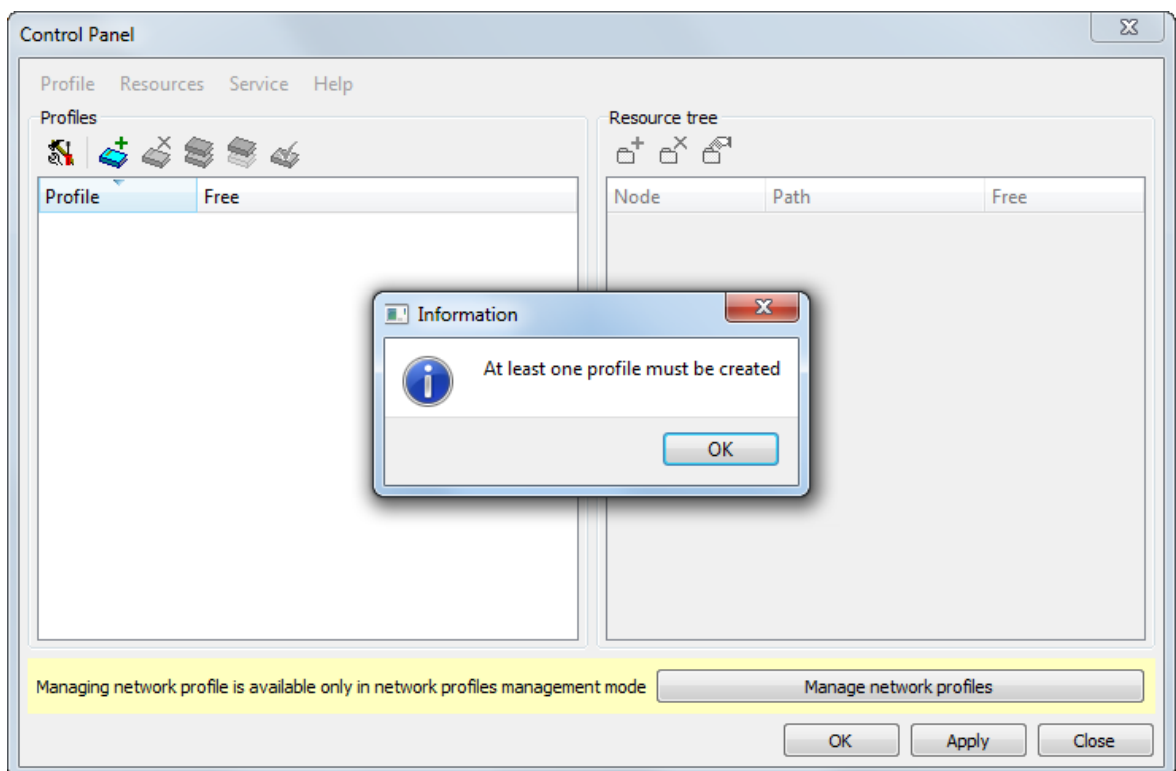 Control Panel
Profile Resources Service Help
Profiles
Resource tree
Profile Free
Node Path Free
Information
At least one profile must be created
OK
Managing network profile is available only in network profiles management mode
Manage network profiles
OK Apply Close